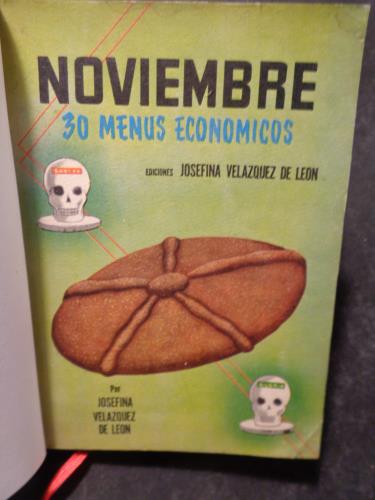 NOVIEMBRE
30 MENUS ECONOMICOS
EDICIONES JOSEFINA VELAZQUEZ DE LEON
Por
JOSEFINA
VELAZQUEZ
DE LEON